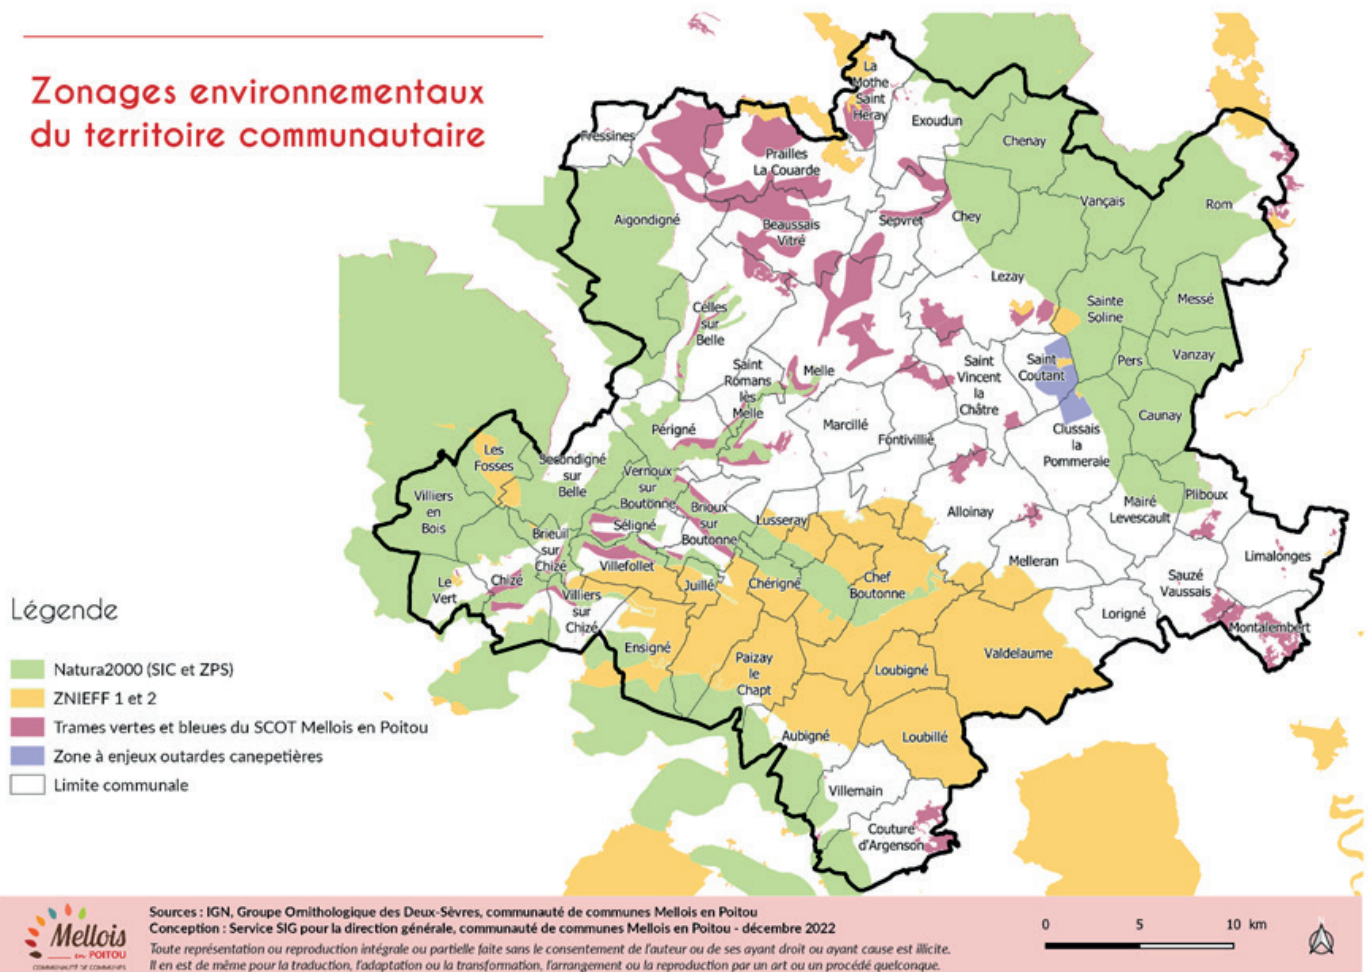 Zonages environnementaux
du territoire communautaire
La
Mothe
Saint
Héray
Exoudun
Fressines
Chenay
Prailles
La Couarde
Vançais
Rom
Aigondigné
Sepvret
Chey
Beaussais
Vitré
Lezay
Celles
sur
Belle
Sainte
Soline
Messé
Saint
Romans
lès
Melle
Melle
Saint
Vincent
la
Châtre
Saint
Coutant
Pers
Vanzay
Marcillé
Fontivillié
Caunay
Périgné
Clussais
la
Pommeraie
Les
Fosses
Secondigné
sur
Belle
Vernoux
sur
Boutonne
Villiers
en
Bois
Mairé
Levescault
Pliboux
Brioux
sur
Boutonne
Lusseray
Alloinay
Séligné
Brieuil
sur
Chizé
Limalonges
Melleran
Villefollet
Le
Vert
Chizé
Juillé
Chérigné
Chef
Boutonne
Sauzé
Vaussais
Villiers
sur
Chizé
Lorigné
Montalembert
Ensigné
Paizay
le
Chapt
Loubigné
Valdelaume
Aubigné
Loubillé
Villemain
Couture
d'Argenson
Légende
Natura2000 (SIC et ZPS)
ZNIEFF 1 et 2
Trames vertes et bleues du SCOT Mellois en Poitou
Zone à enjeux outardes canepetières
Limite communale
Mellois
EN POITOU
COMMUNAUTÉ DE COMMUNES
Sources : IGN, Groupe Ornithologique des Deux-Sèvres, communauté de communes Mellois en Poitou
Conception : Service SIG pour la direction générale, communauté de communes Mellois en Poitou - décembre 2022
Toute représentation ou reproduction intégrale ou partielle faite sans le consentement de l'auteur ou de ses ayant droit ou ayant cause est illicite.
Il en est de même pour la traduction, l'adaptation ou la transformation, l'arrangement ou la reproduction par un art ou un procédé quelconque.
0 5 10 km
N